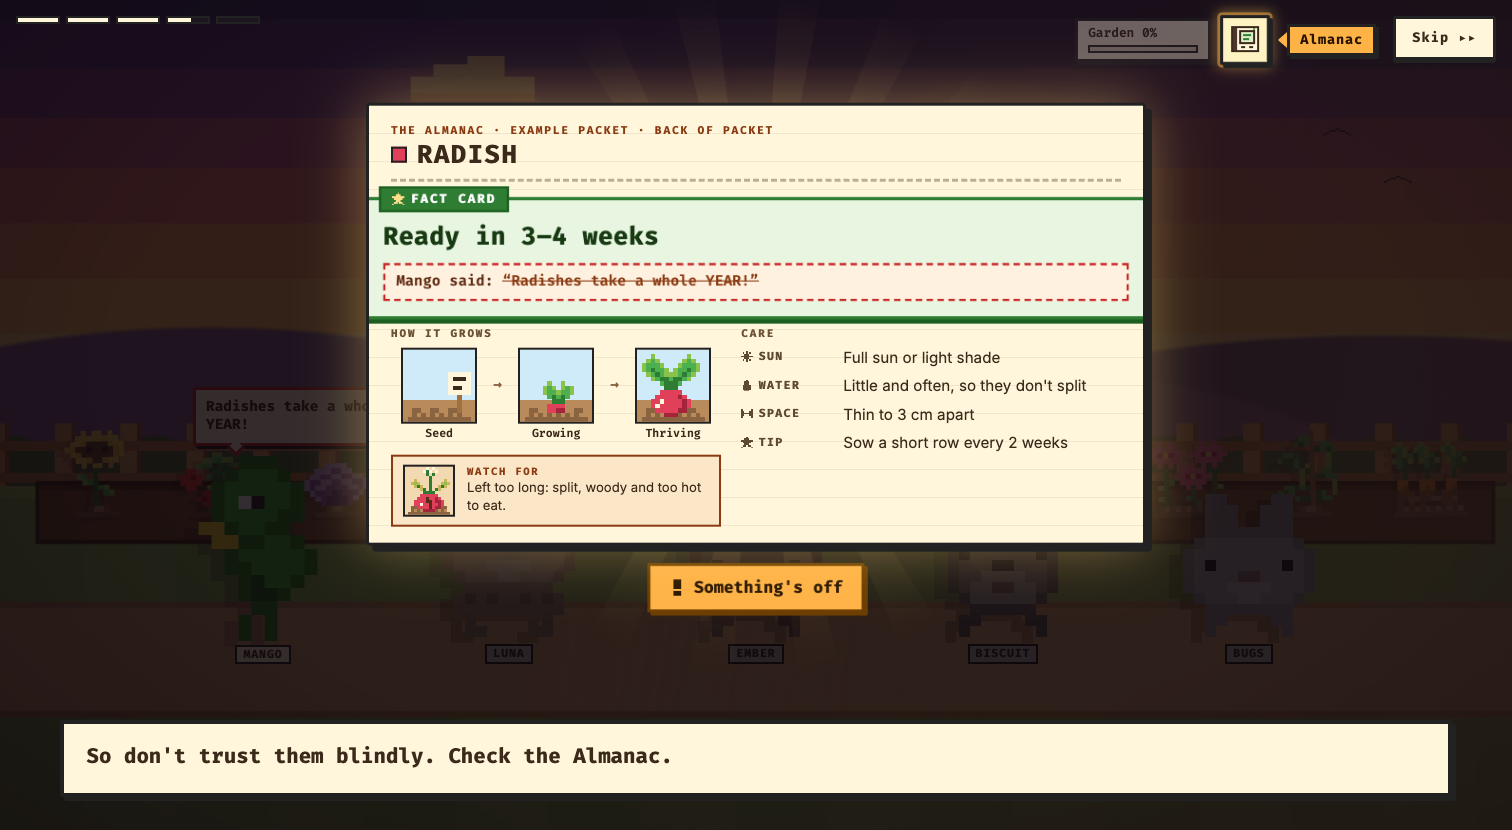 Garden 0%
Almanac
Skip ▸▸
THE ALMANAC · EXAMPLE PACKET · BACK OF PACKET
RADISH
FACT CARD
Ready in 3–4 weeks
Mango said: “Radishes take a whole YEAR!”
HOW IT GROWS
→ →
Seed Growing Thriving
WATCH FOR
Left too long: split, woody and too hot
to eat.
CARE
SUN Full sun or light shade
WATER Little and often, so they don't split
SPACE Thin to 3 cm apart
TIP Sow a short row every 2 weeks
Radishes take a who
YEAR!
! Something's off
MANGO
LUNA
EMBER
BISCUIT
BUGS
So don't trust them blindly. Check the Almanac.